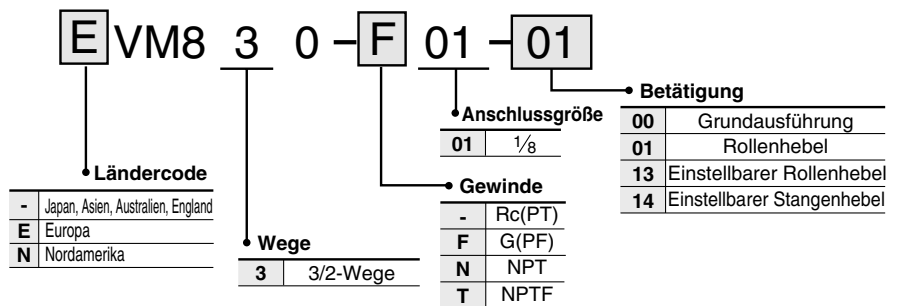 E VM8 3 0 – F 01 – 01
Betätigung
00 Grundausführung
01 Rollenhebel
13 Einstellbarer Rollenhebel
14 Einstellbarer Stangenhebel
Anschlussgröße
01 1/8
Ländercode
- Japan, Asien, Australien, England
E Europa
N Nordamerika
Gewinde
- Rc(PT)
F G(PF)
N NPT
T NPTF
Wege
3 3/2-Wege